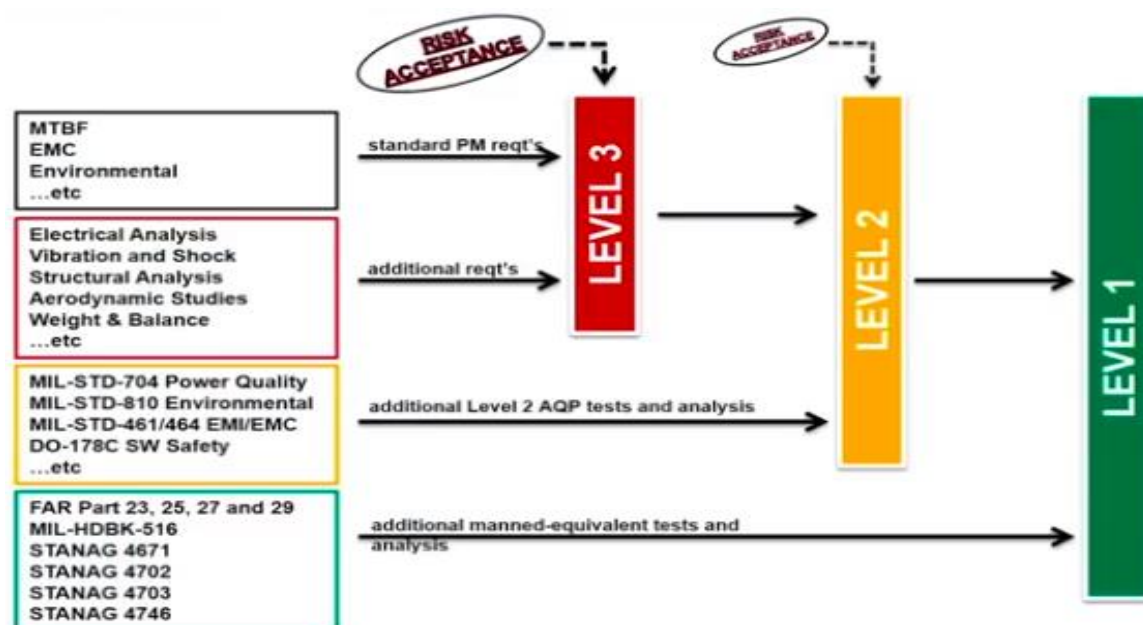 RISK
ACCEPTANCE
RISK
ACCEPTANCE
MTBF
EMC
Environmental
...etc
standard PM reqt's
Electrical Analysis
Vibration and Shock
Structural Analysis
Aerodynamic Studies
Weight & Balance
...etc
additional reqt's
LEVEL 3
MIL-STD-704 Power Quality
MIL-STD-810 Environmental
MIL-STD-461/464 EMI/EMC
DO-178C SW Safety
...etc
additional Level 2 AQP tests and analysis
LEVEL 2
FAR Part 23, 25, 27 and 29
MIL-HDBK-516
STANAG 4671
STANAG 4702
STANAG 4703
STANAG 4746
additional manned-equivalent tests and
analysis
LEVEL 1